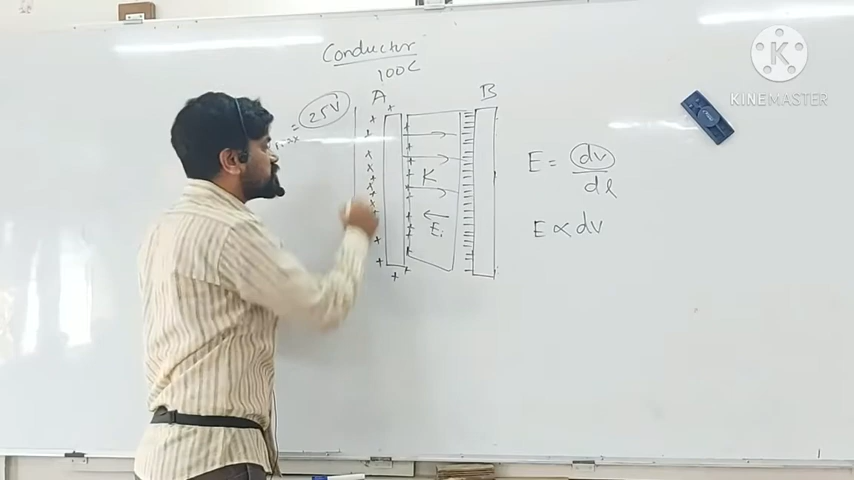 Conductor
100C
A
B
= 25V
K
Ei
E = dv
dl
E ∝ dv
K
KINEMASTER